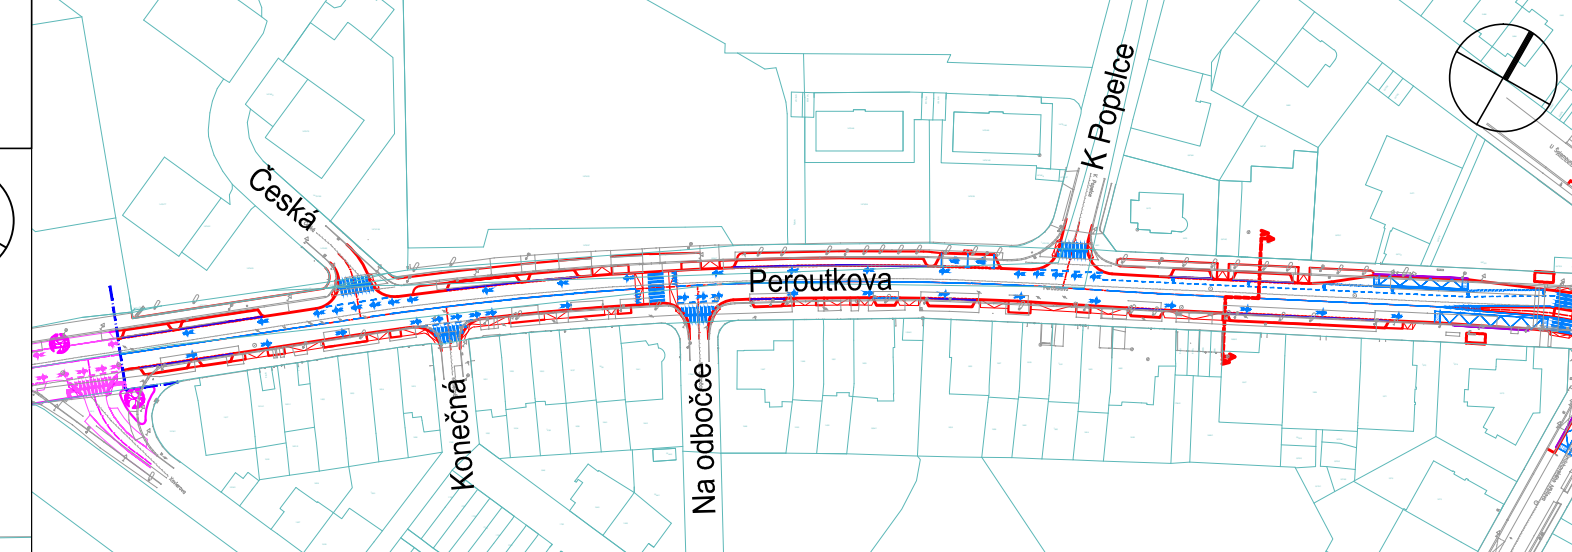 Česká
K Popelce
Peroutkova
Konečná
Na odbočce